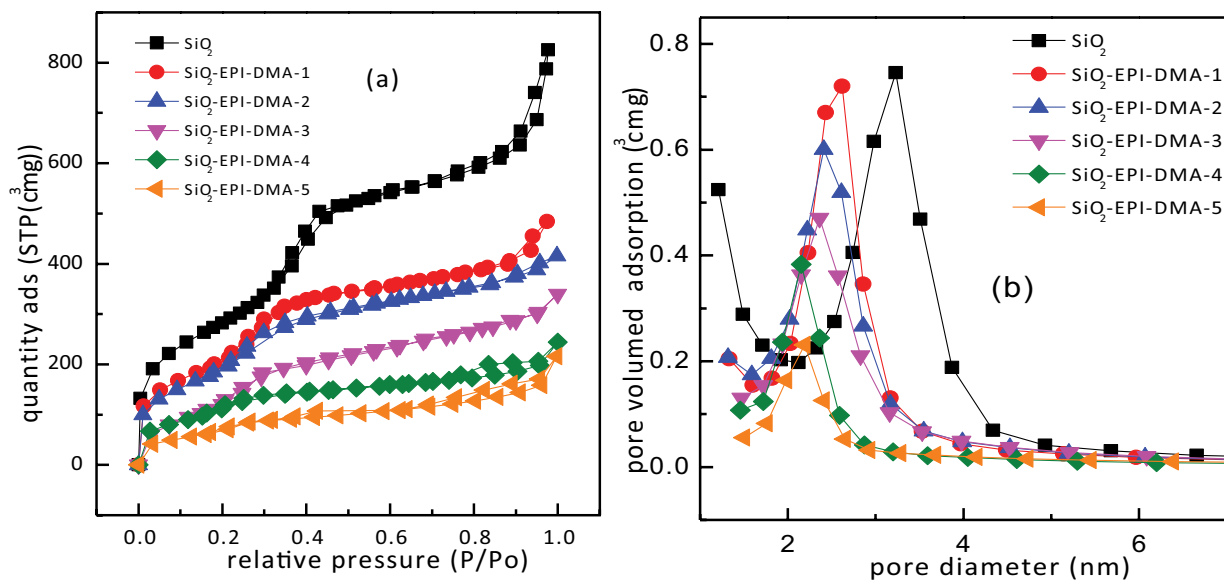 quantity ads (STP(cm³g))
800
600
400
200
0
SiO₂
SiO₂-EPI-DMA-1
SiO₂-EPI-DMA-2
SiO₂-EPI-DMA-3
SiO₂-EPI-DMA-4
SiO₂-EPI-DMA-5
(a)
0.0 0.2 0.4 0.6 0.8 1.0
relative pressure (P/Po)
pore volumed adsorption (³cmg)
0.8
0.6
0.4
0.2
0.0
SiO₂
SiO₂-EPI-DMA-1
SiO₂-EPI-DMA-2
SiO₂-EPI-DMA-3
SiO₂-EPI-DMA-4
SiO₂-EPI-DMA-5
(b)
2 4 6
pore diameter (nm)